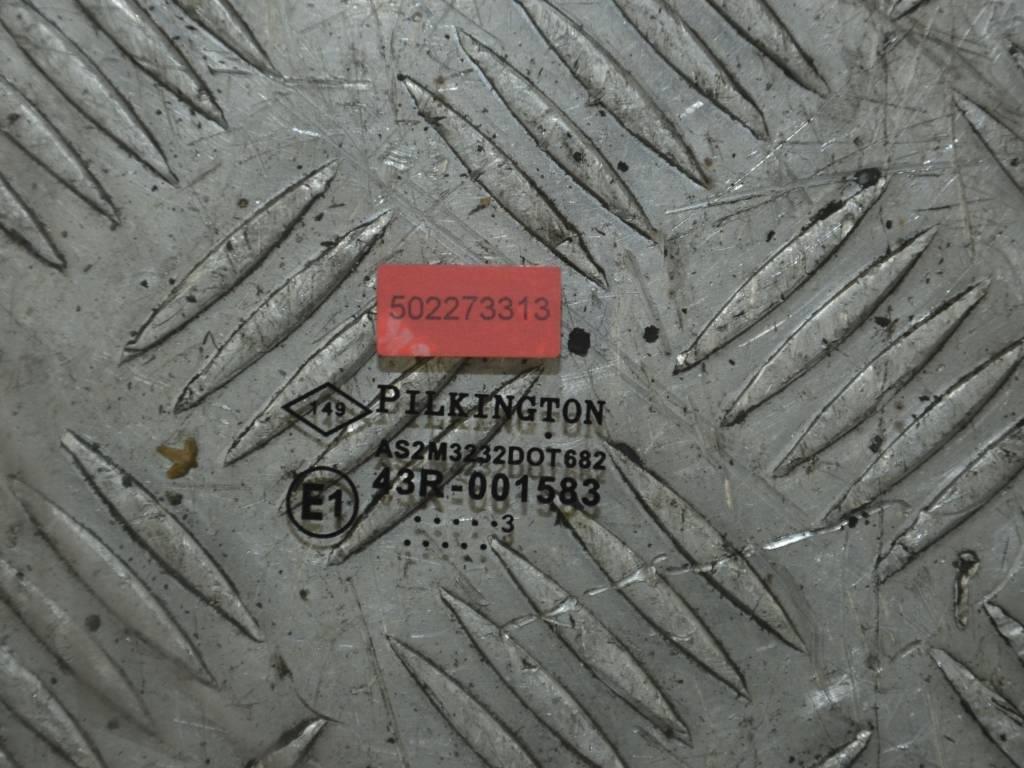 502273313
149 PILKINGTON
AS2M3232DOT682
E1 43R-001583
.....3
.....